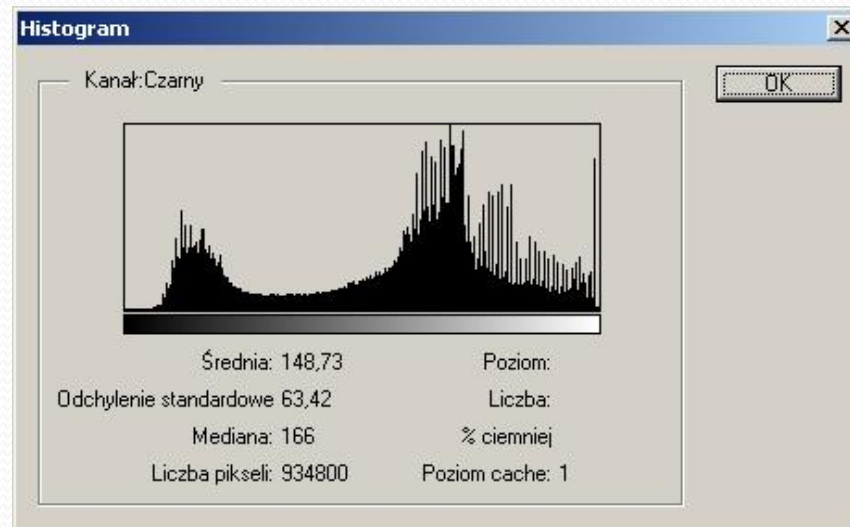 Histogram
Kanał:Czarny
OK
Średnia: 148,73
Poziom:
Odchylenie standardowe 63,42
Liczba:
Mediana: 166
% ciemniej
Liczba pikseli: 934800
Poziom cache: 1